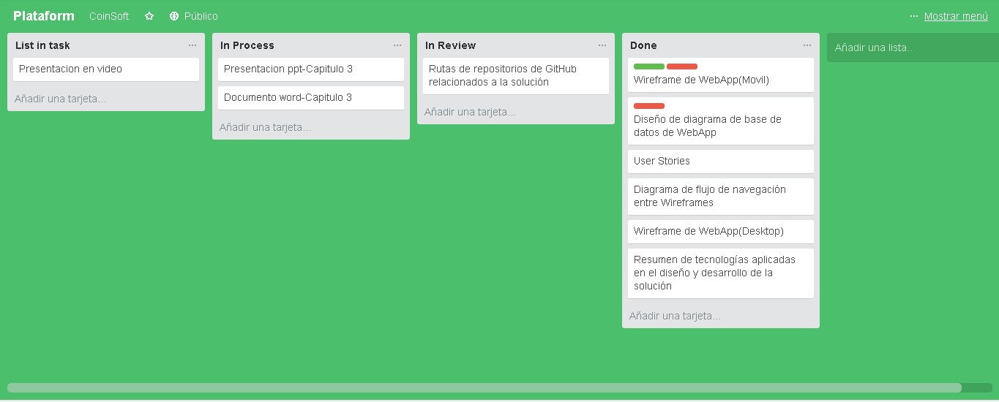 Plataform CoinSoft Público ... Mostrar menú
List in task ...
Presentacion en video
Añadir una tarjeta...
In Process ...
Presentacion ppt-Capitulo 3
Documento word-Capitulo 3
Añadir una tarjeta...
In Review ...
Rutas de repositorios de GitHub
relacionados a la solución
Añadir una tarjeta...
Done ...
Wireframe de WebApp(Movil)
Diseño de diagrama de base de
datos de WebApp
User Stories
Diagrama de flujo de navegación
entre Wireframes
Wireframe de WebApp(Desktop)
Resumen de tecnologías aplicadas
en el diseño y desarrollo de la
solución
Añadir una tarjeta...
Añadir una lista...